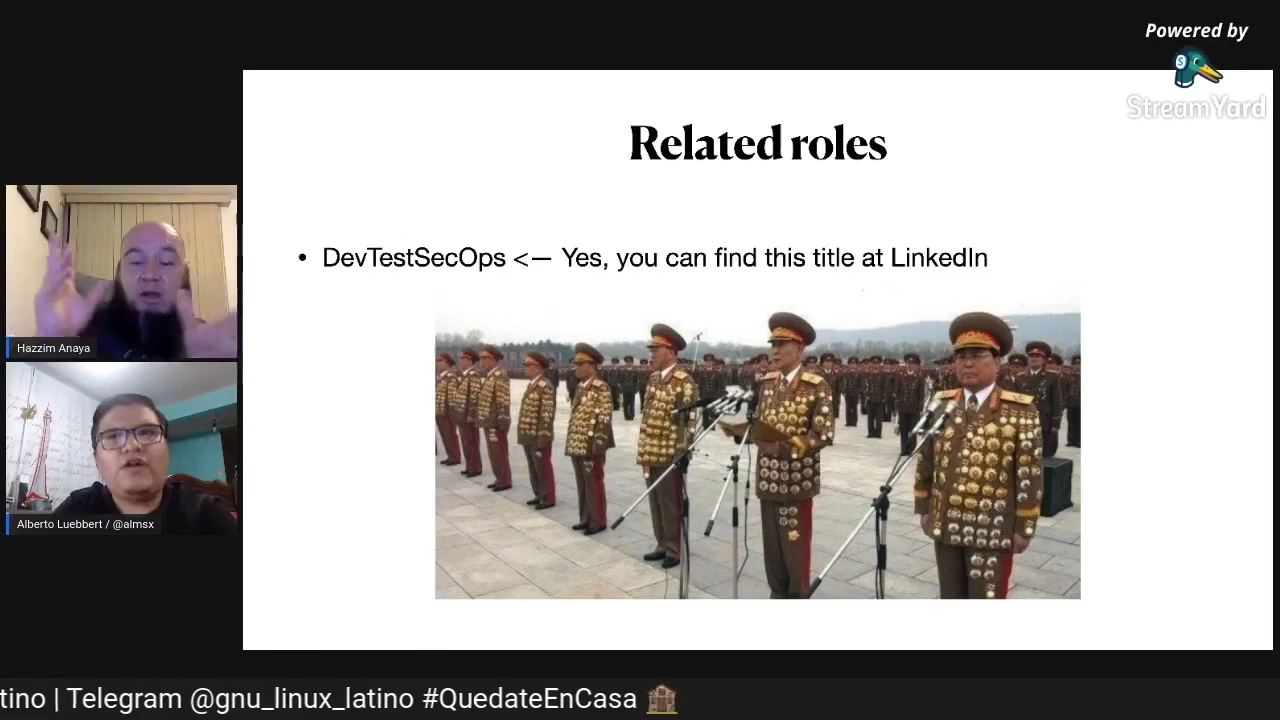 Powered by
StreamYard
Related roles
• DevTestSecOps <— Yes, you can find this title at LinkedIn
Hazzim Anaya
Alberto Luebbert / @almsx
tino | Telegram @gnu_linux_latino #QuedateEnCasa